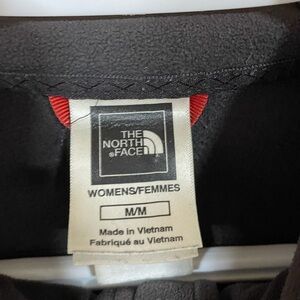 THE
NORTH
FACE
WOMENS/FEMMES
M/M
Made in Vietnam
Fabriqué au Vietnam